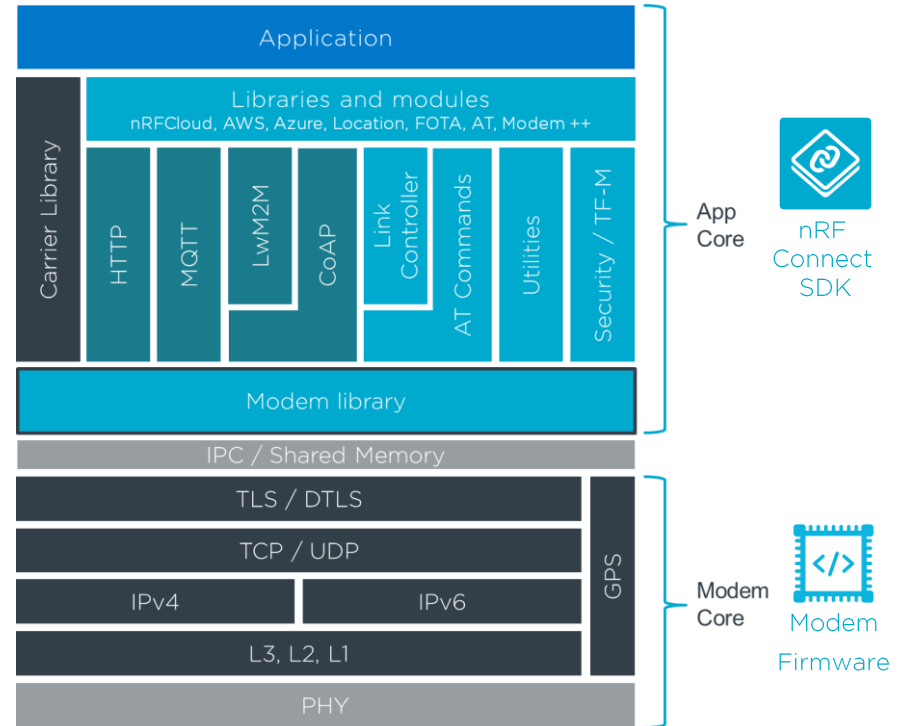 Application
Libraries and modules
nRFCloud, AWS, Azure, Location, FOTA, AT, Modem ++
Carrier Library
HTTP
MQTT
LwM2M
CoAP
Link
Controller
AT Commands
Utilities
Security / TF-M
Modem library
App
Core
nRF
Connect
SDK
IPC / Shared Memory
TLS / DTLS
TCP / UDP
IPv4
IPv6
L3, L2, L1
GPS
PHY
Modem
Core
</>
Modem
Firmware